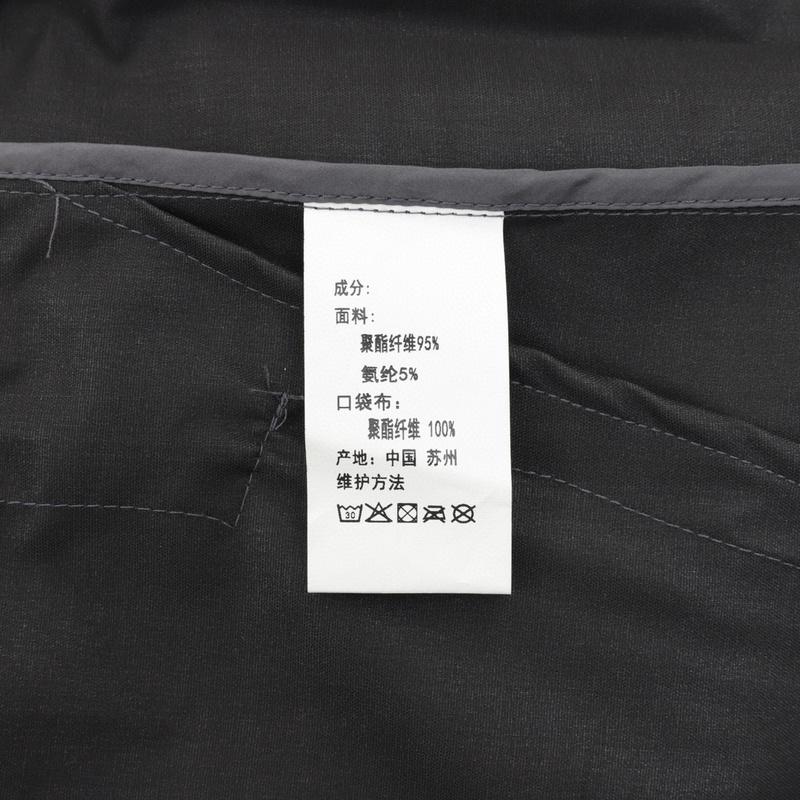 成分:
面料:
聚酯纤维95%
氨纶5%
口袋布：
聚酯纤维 100%
产地：中国 苏州
维护方法
30